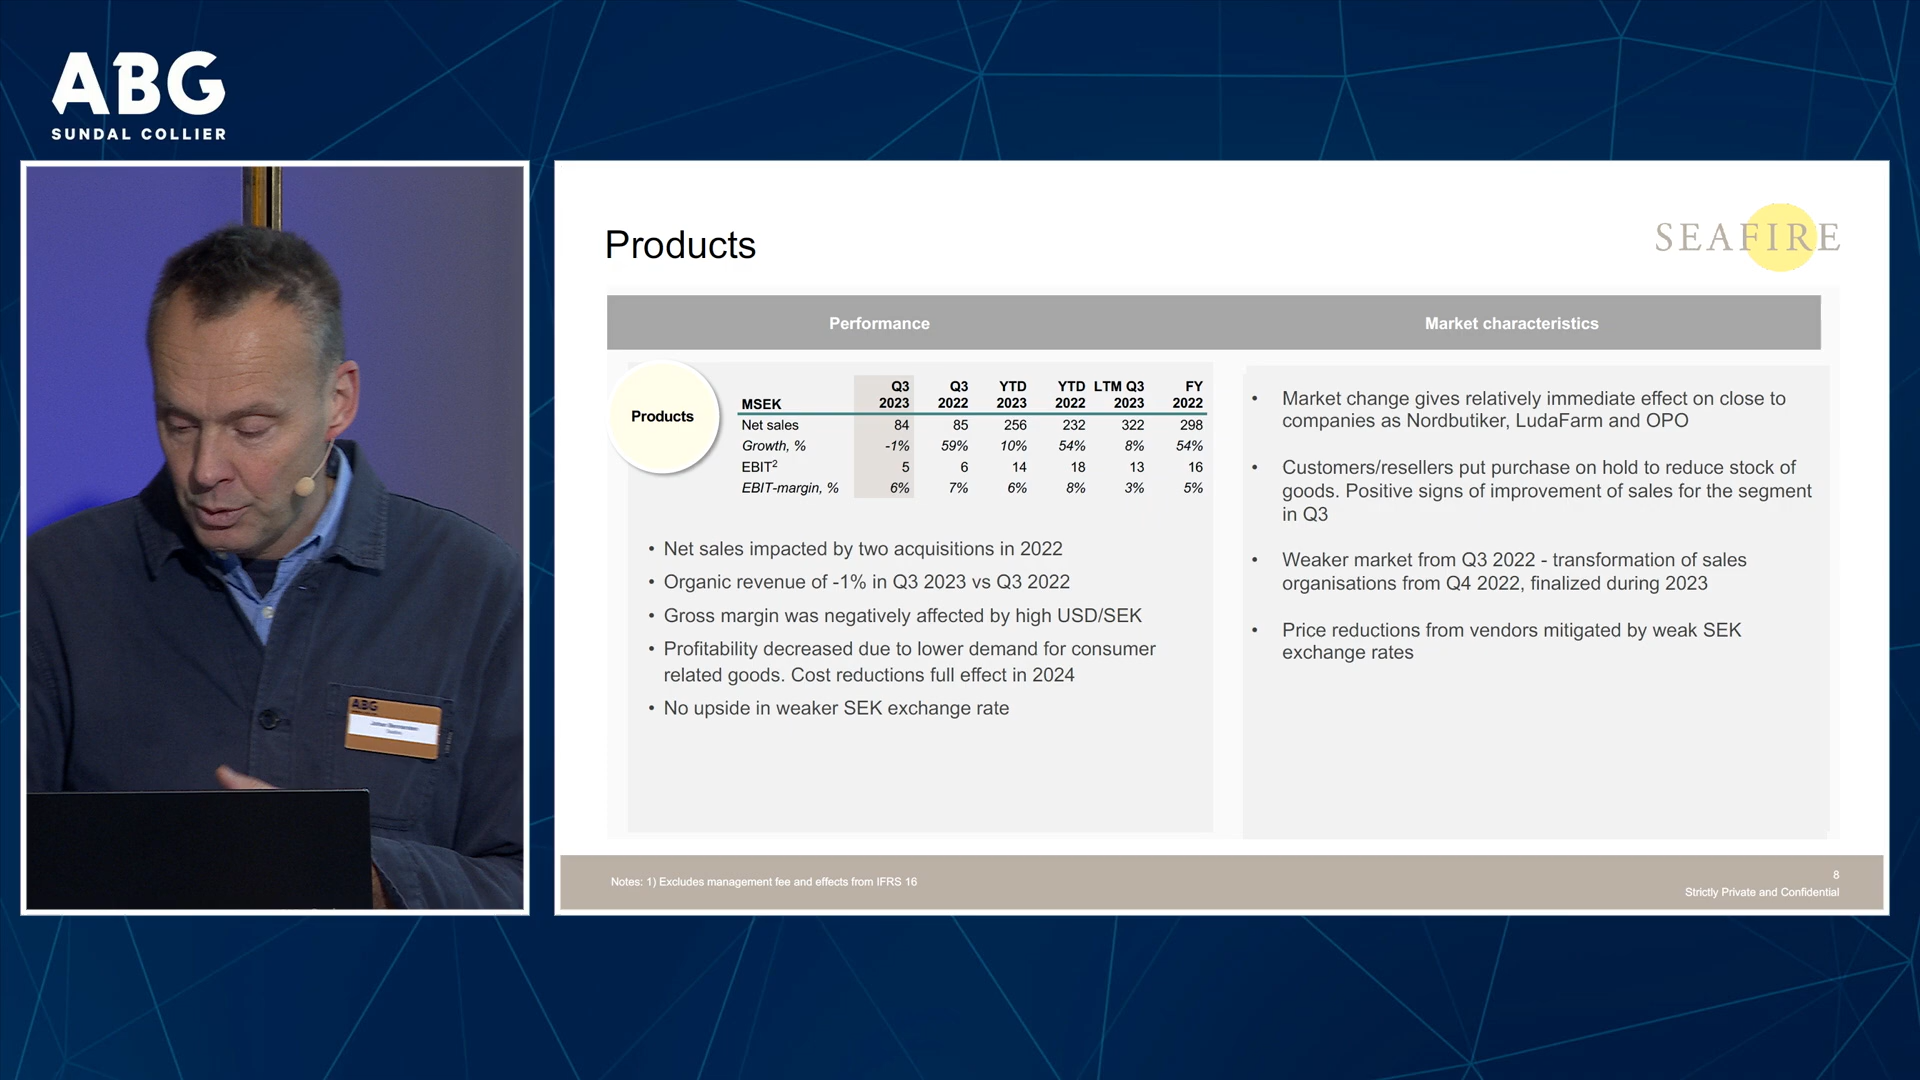 ABG
SUNDAL COLLIER
ABG
Products
SEAFIRE
Performance
Market characteristics
Products
MSEK Q3 2023 Q3 2022 YTD 2023 YTD 2022 LTM Q3 2023 FY 2022
Net sales 84 85 256 232 322 298
Growth, % -1% 59% 10% 54% 8% 54%
EBIT2 5 6 14 18 13 16
EBIT-margin, % 6% 7% 6% 8% 3% 5%
• Net sales impacted by two acquisitions in 2022
• Organic revenue of -1% in Q3 2023 vs Q3 2022
• Gross margin was negatively affected by high USD/SEK
• Profitability decreased due to lower demand for consumer
related goods. Cost reductions full effect in 2024
• No upside in weaker SEK exchange rate
• Market change gives relatively immediate effect on close to
companies as Nordbutiker, LudaFarm and OPO
• Customers/resellers put purchase on hold to reduce stock of
goods. Positive signs of improvement of sales for the segment
in Q3
• Weaker market from Q3 2022 - transformation of sales
organisations from Q4 2022, finalized during 2023
• Price reductions from vendors mitigated by weak SEK
exchange rates
Notes: 1) Excludes management fee and effects from IFRS 16
8
Strictly Private and Confidential